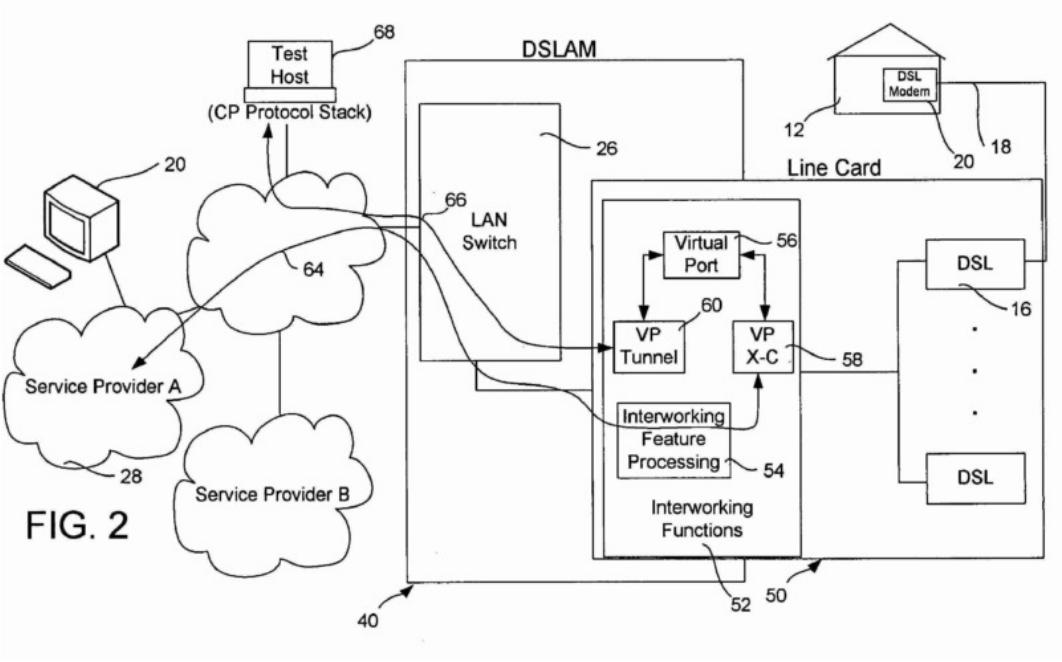 68
Test
Host
(CP Protocol Stack)
DSLAM
DSL
Modem
12
20
18
20
26
66
LAN
Switch
64
Line Card
Virtual
Port
56
60
VP
Tunnel
VP
X-C
58
DSL
16
Service Provider A
28
Interworking
Feature
Processing
54
DSL
Service Provider B
Interworking
Functions
FIG. 2
52
50
40